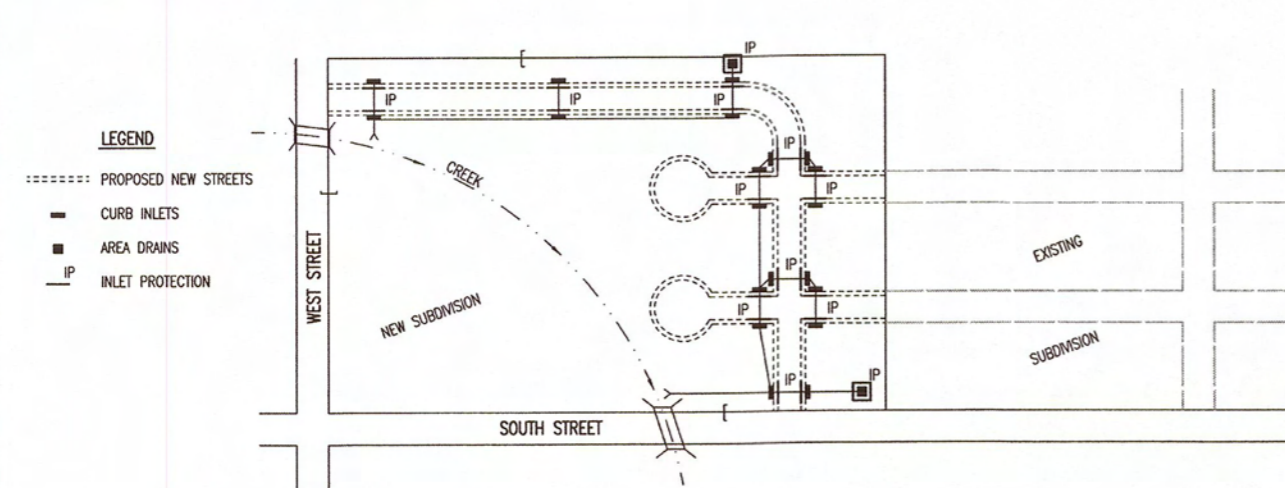 IP
IP
IP
IP
LEGEND
IP
PROPOSED NEW STREETS
CREEK
IP
IP
CURB INLETS
AREA DRAINS
WEST STREET
EXISTING
IP
IP
INLET PROTECTION
NEW SUBDIVISION
IP
IP
IP
SUBDIVISION
IP
IP
SOUTH STREET